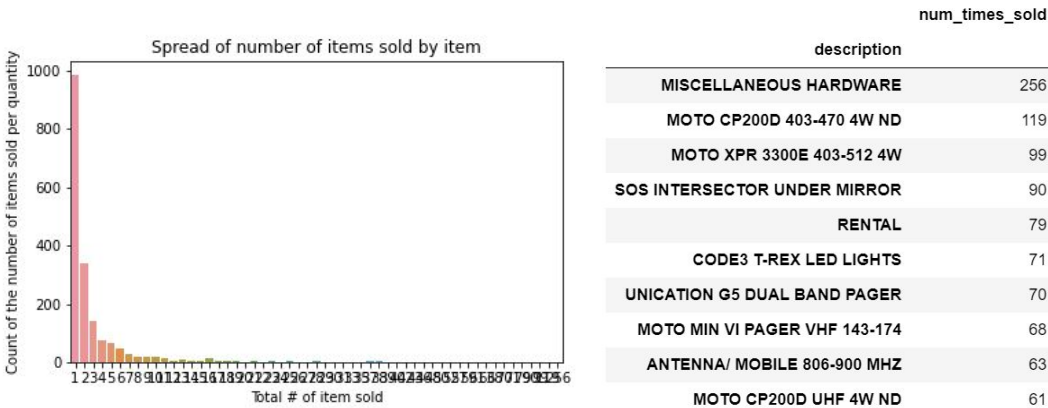 Spread of number of items sold by item
Count of the number of items sold per quantity
1000
800
600
400
200
0
1 2 3 4 5 6 7 8 9
Total # of item sold
num_times_sold
description
MISCELLANEOUS HARDWARE 256
MOTO CP200D 403-470 4W ND 119
MOTO XPR 3300E 403-512 4W 99
SOS INTERSECTOR UNDER MIRROR 90
RENTAL 79
CODE3 T-REX LED LIGHTS 71
UNICATION G5 DUAL BAND PAGER 70
MOTO MIN VI PAGER VHF 143-174 68
ANTENNA/ MOBILE 806-900 MHZ 63
MOTO CP200D UHF 4W ND 61